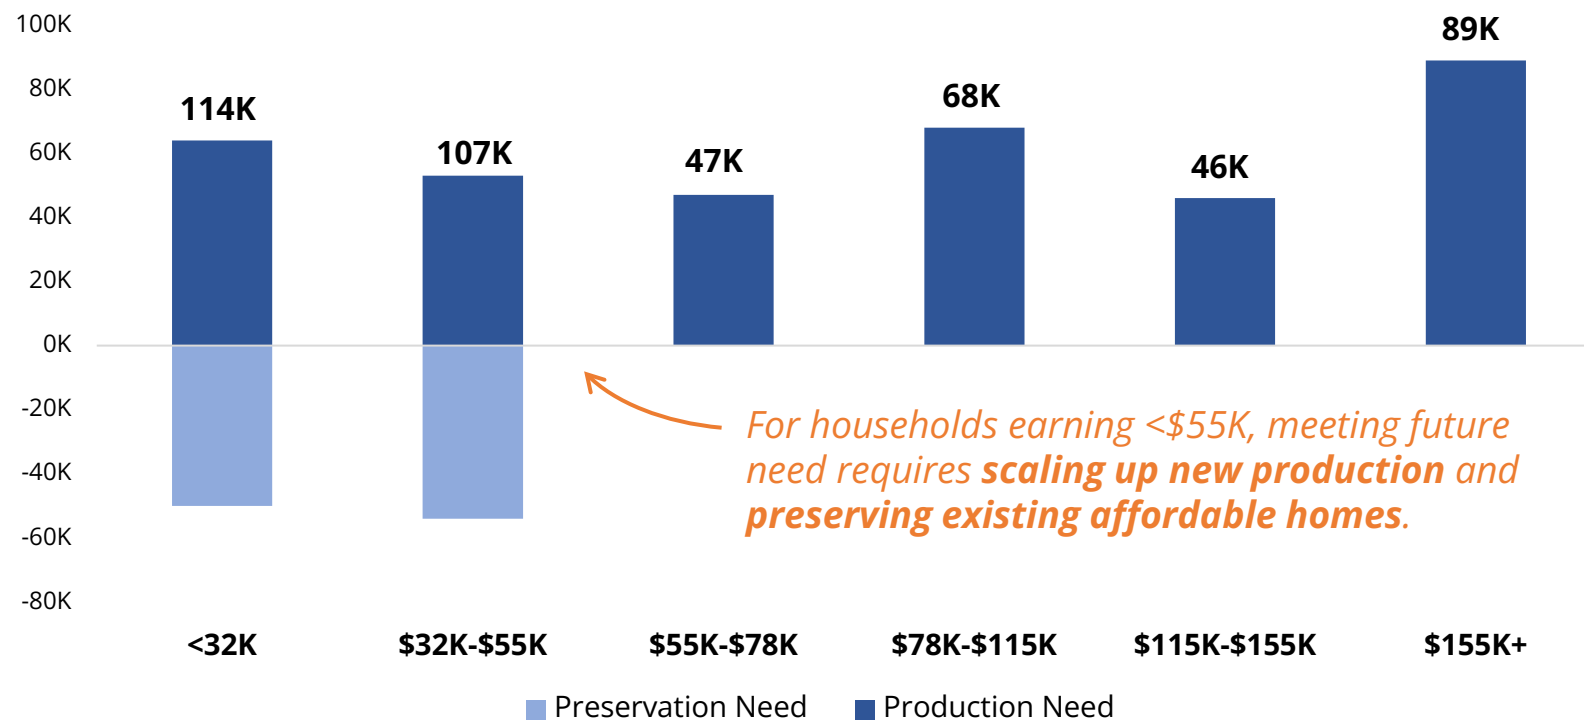 100K
80K
60K
40K
20K
0K
-20K
-40K
-60K
-80K
114K
107K
47K
68K
46K
89K
For households earning <$55K, meeting future
need requires scaling up new production and
preserving existing affordable homes.
<32K
$32K-$55K
$55K-$78K
$78K-$115K
$115K-$155K
$155K+
Preservation Need
Production Need